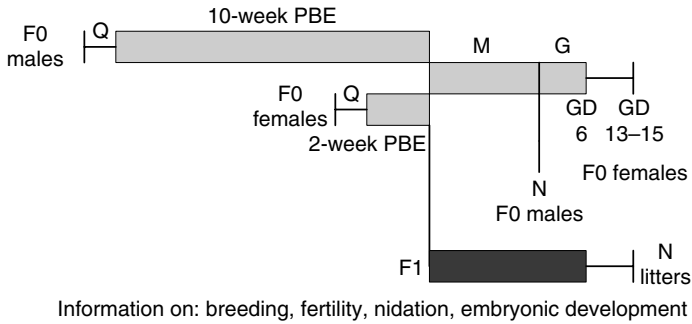 10-week PBE
F0
males
Q
M
G
F0
females
Q
2-week PBE
GD
6
GD
13–15
F0 females
N
F0 males
F1
N
litters
Information on: breeding, fertility, nidation, embryonic development